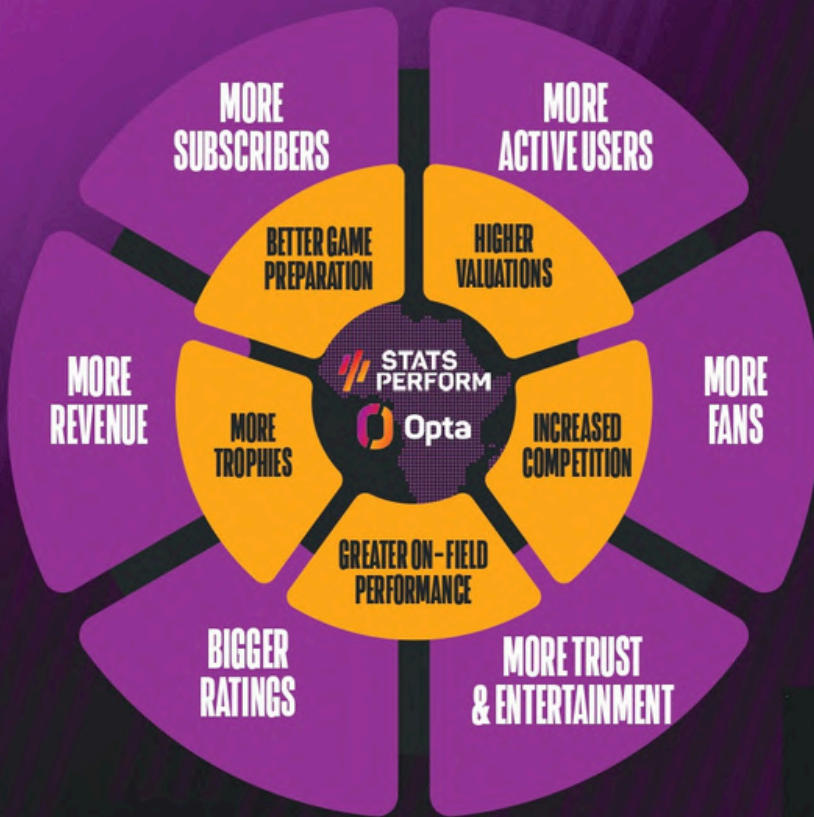 MORE
SUBSCRIBERS
MORE
ACTIVE USERS
BETTER GAME
PREPARATION
HIGHER
VALUATIONS
MORE
REVENUE
STATS
PERFORM
Opta
MORE
FANS
MORE
TROPHIES
INCREASED
COMPETITION
GREATER ON-FIELD
PERFORMANCE
BIGGER
RATINGS
MORE TRUST
& ENTERTAINMENT